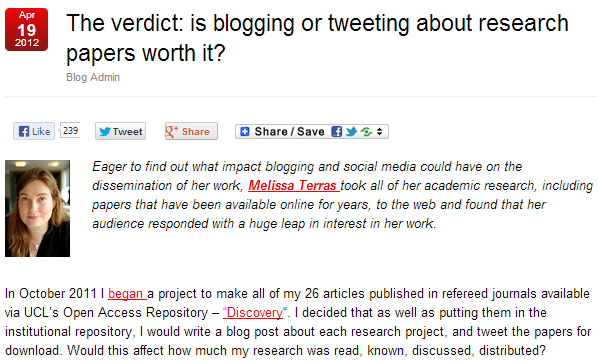 Apr
19
2012
The verdict: is blogging or tweeting about research
papers worth it?
Blog Admin
Like 239 Tweet Share Share / Save
Eager to find out what impact blogging and social media could have on the
dissemination of her work, Melissa Terras took all of her academic research, including
papers that have been available online for years, to the web and found that her
audience responded with a huge leap in interest in her work.
In October 2011 I began a project to make all of my 26 articles published in refereed journals available
via UCL's Open Access Repository – “Discovery“. I decided that as well as putting them in the
institutional repository, I would write a blog post about each research project, and tweet the papers for
download. Would this affect how much my research was read, known, discussed, distributed?